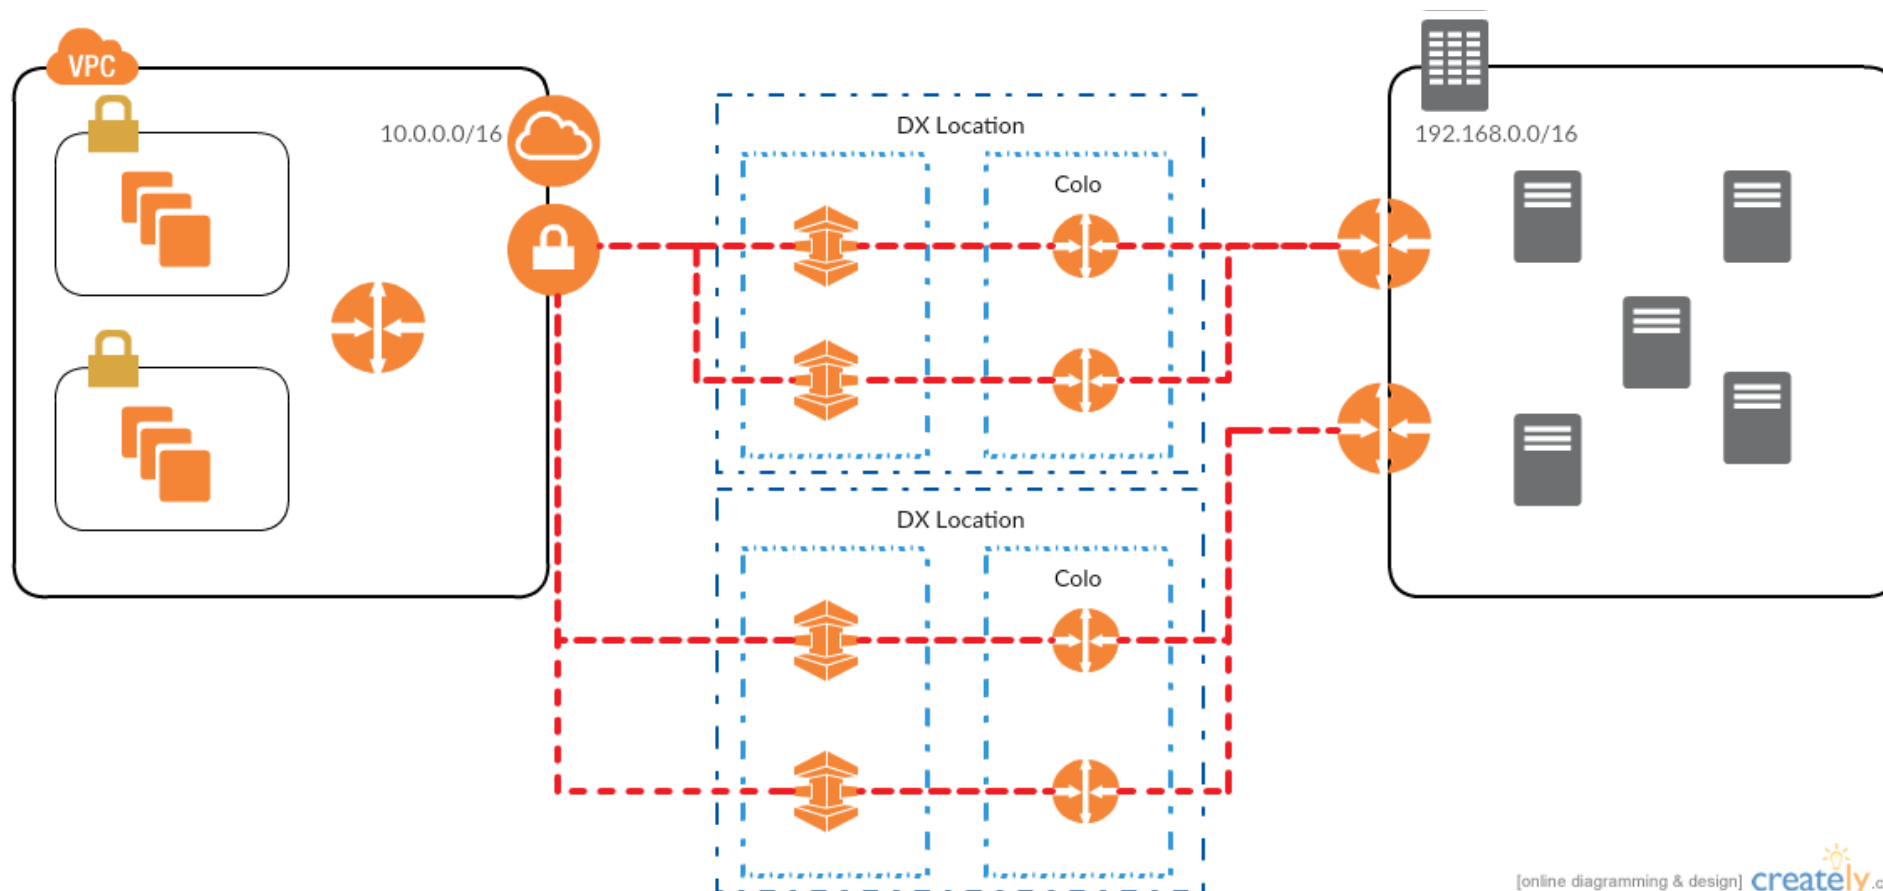 VPC
10.0.0.0/16
DX Location
Colo
192.168.0.0/16
DX Location
Colo
[online diagramming & design] creately.c